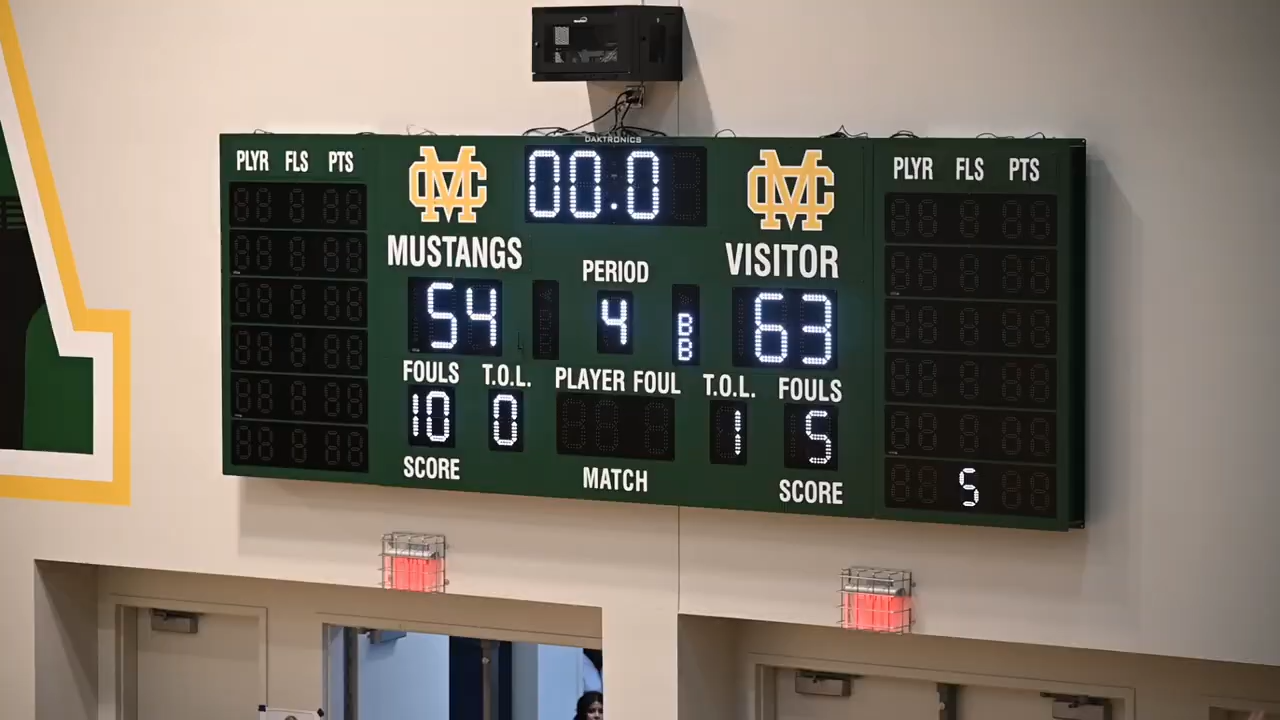 DAKTRONICS
PLYR FLS PTS
MC
00:0
MC
PLYR FLS PTS
MUSTANGS
VISITOR
PERIOD
54
4
B
B
63
FOULS T.O.L. PLAYER FOUL T.O.L. FOULS
10 0 1 5
SCORE MATCH SCORE
5